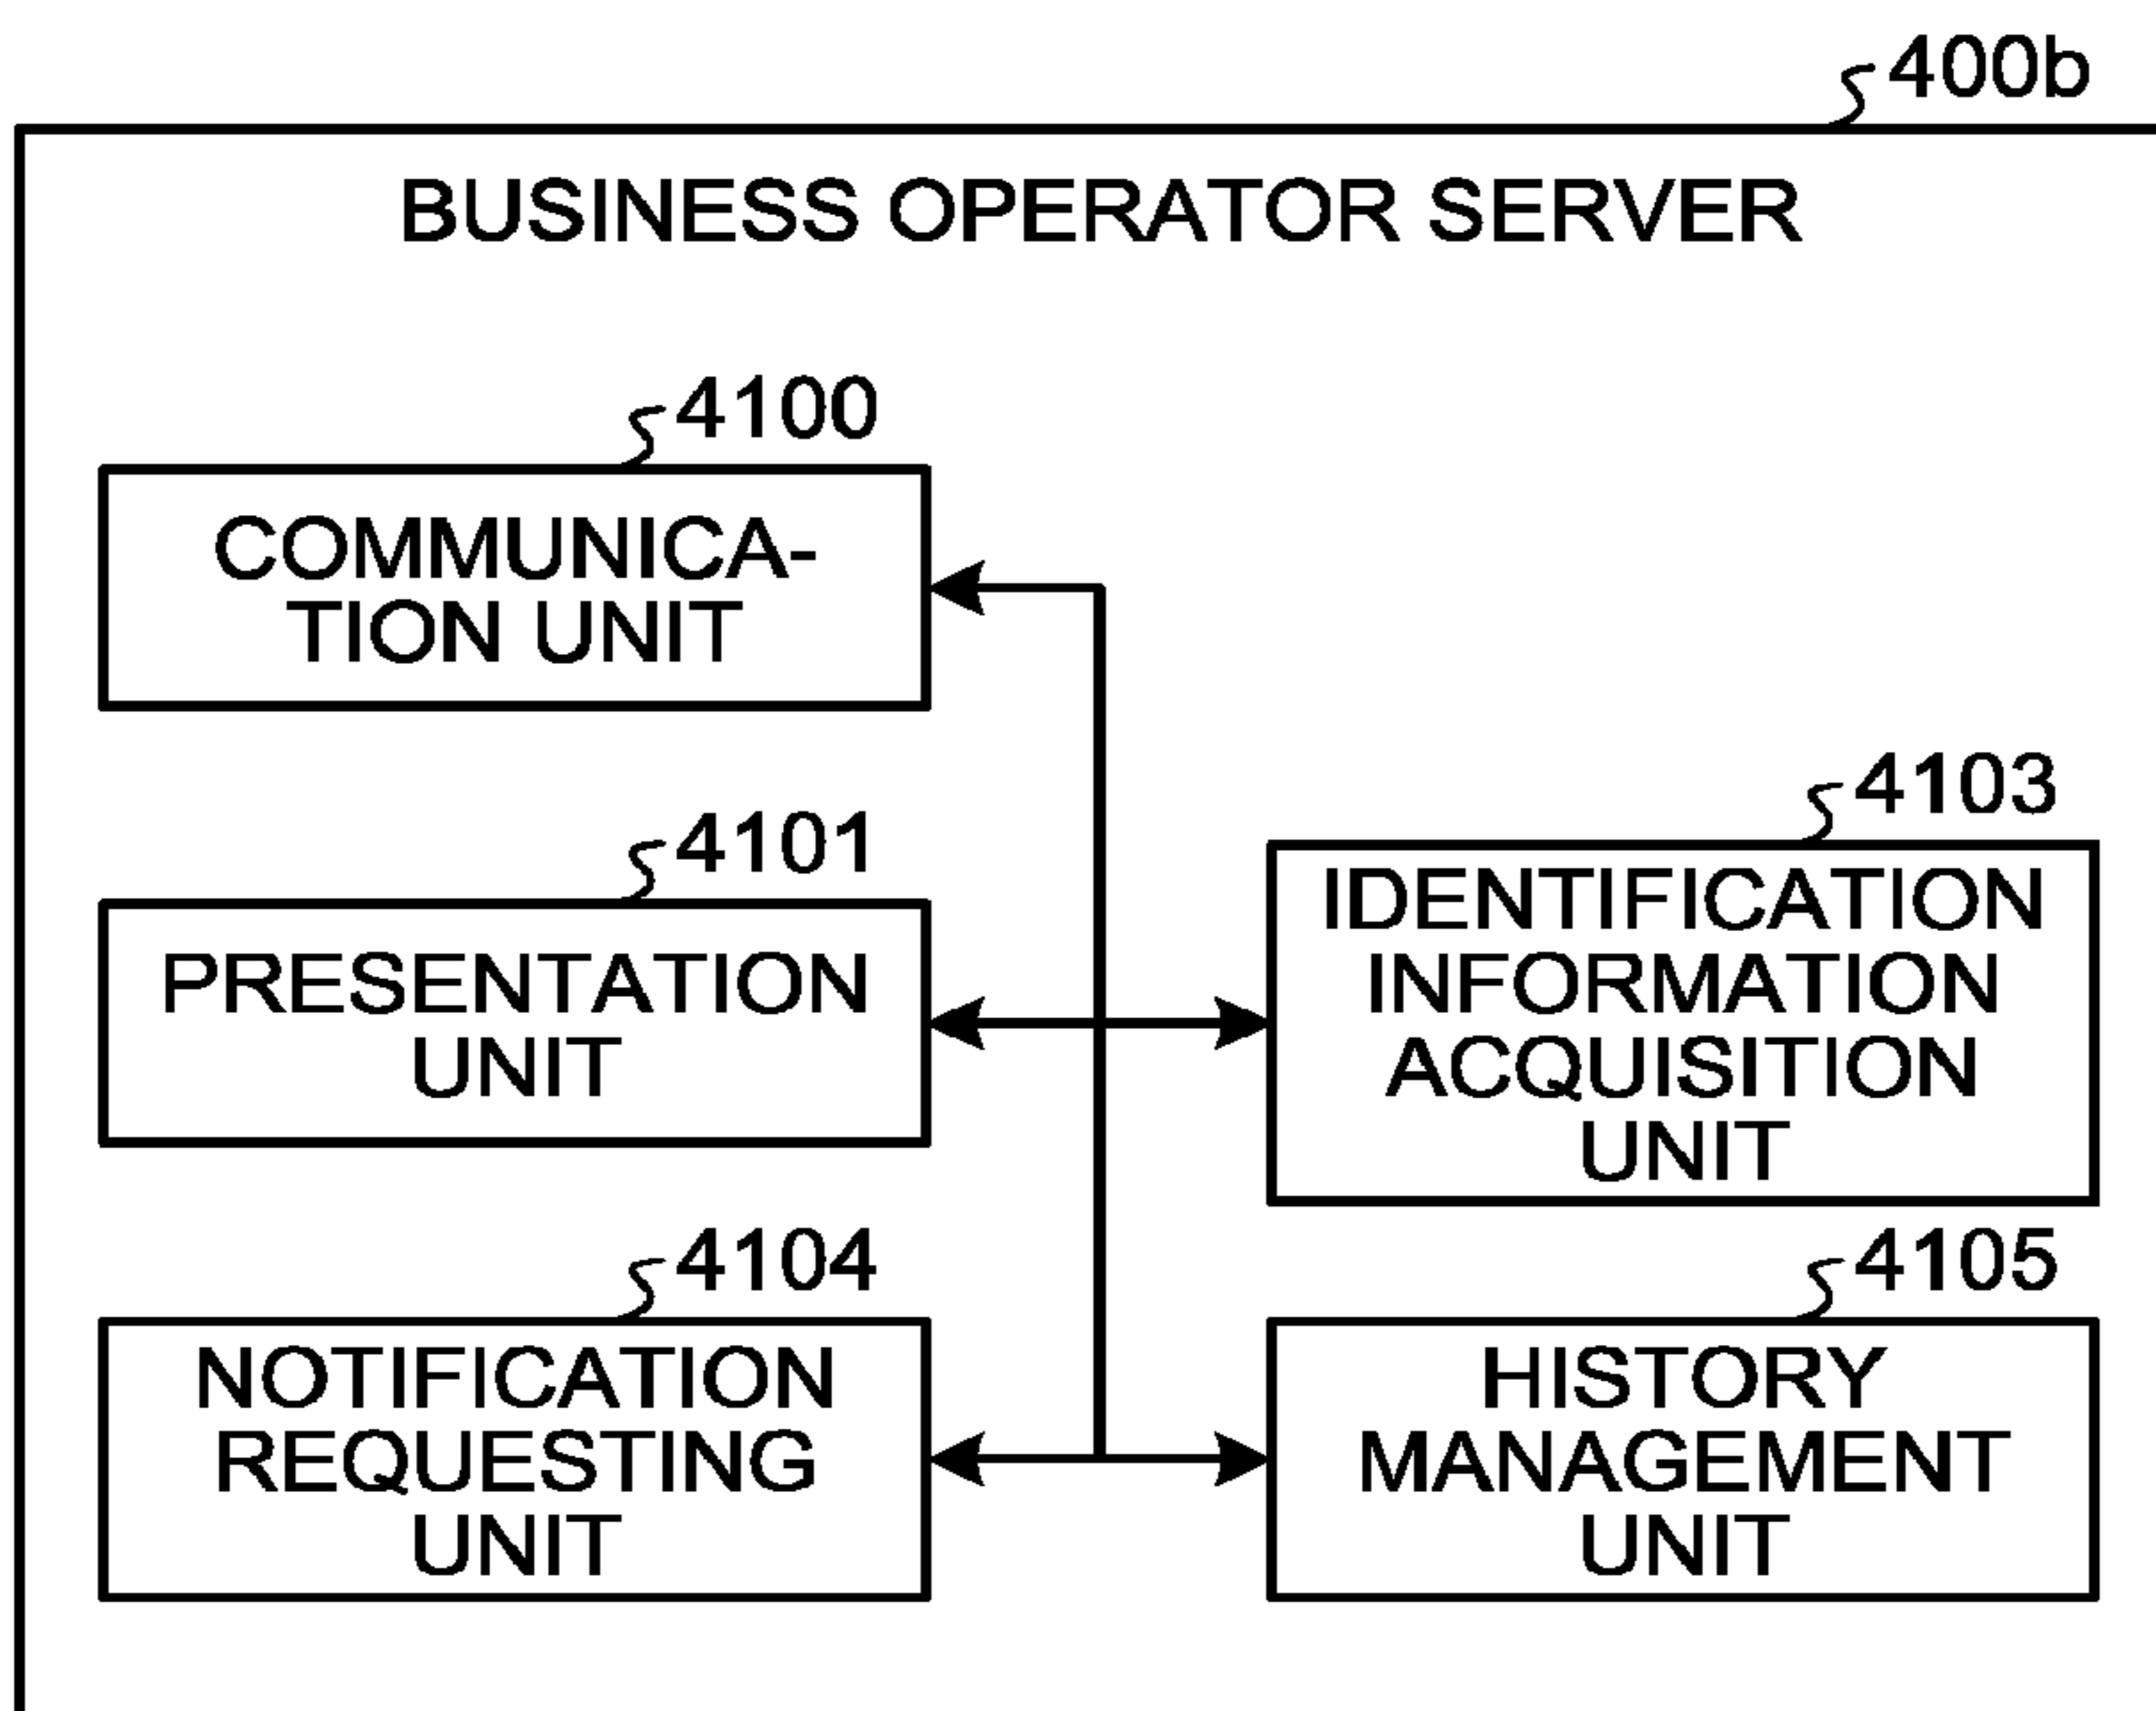 400b
BUSINESS OPERATOR SERVER
4100
COMMUNICA-
TION UNIT
4101
PRESENTATION
UNIT
4103
IDENTIFICATION
INFORMATION
ACQUISITION
UNIT
4104
NOTIFICATION
REQUESTING
UNIT
4105
HISTORY
MANAGEMENT
UNIT